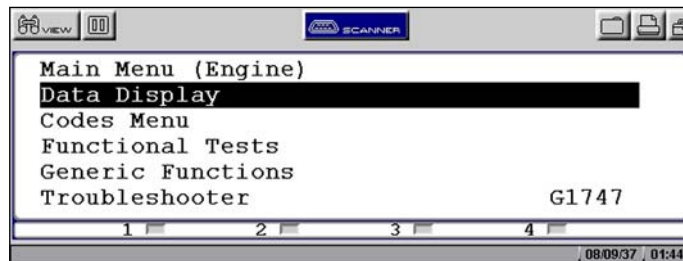 VIEW SCANNER
Main Menu (Engine)
Data Display
Codes Menu
Functional Tests
Generic Functions
Troubleshooter G1747
1 2 3 4
08/09/37 01:44